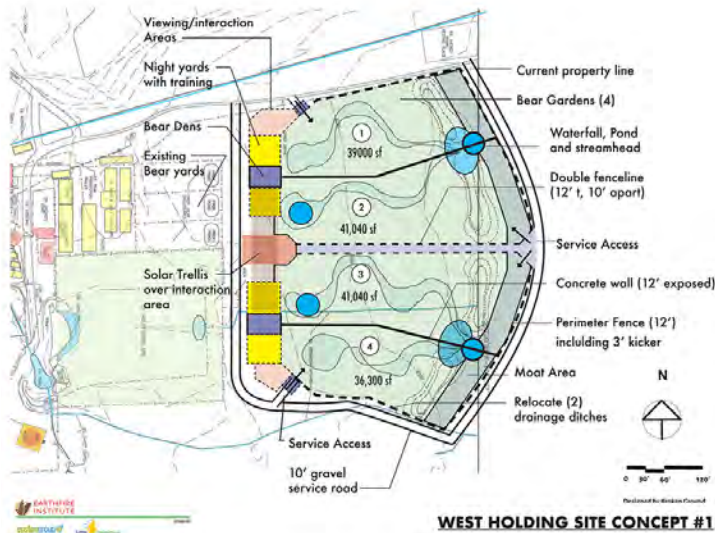 Viewing/interaction
Areas
Night yards
with training
Bear Dens
Existing
Bear yards
Solar Trellis
over interaction
area
Service Access
10' gravel
service road
Current property line
Bear Gardens (4)
Waterfall, Pond
and streamhead
Double fenceline
(12' t, 10' apart)
Service Access
Concrete wall (12' exposed)
Perimeter Fence (12')
inclulding 3' kicker
Moat Area
Relocate (2)
drainage ditches
1
39000 sf
2
41,040 sf
3
41,040 sf
4
36,300 sf
N
0 30' 60' 120'
EARTHFIRE
INSTITUTE
WEST HOLDING SITE CONCEPT #1